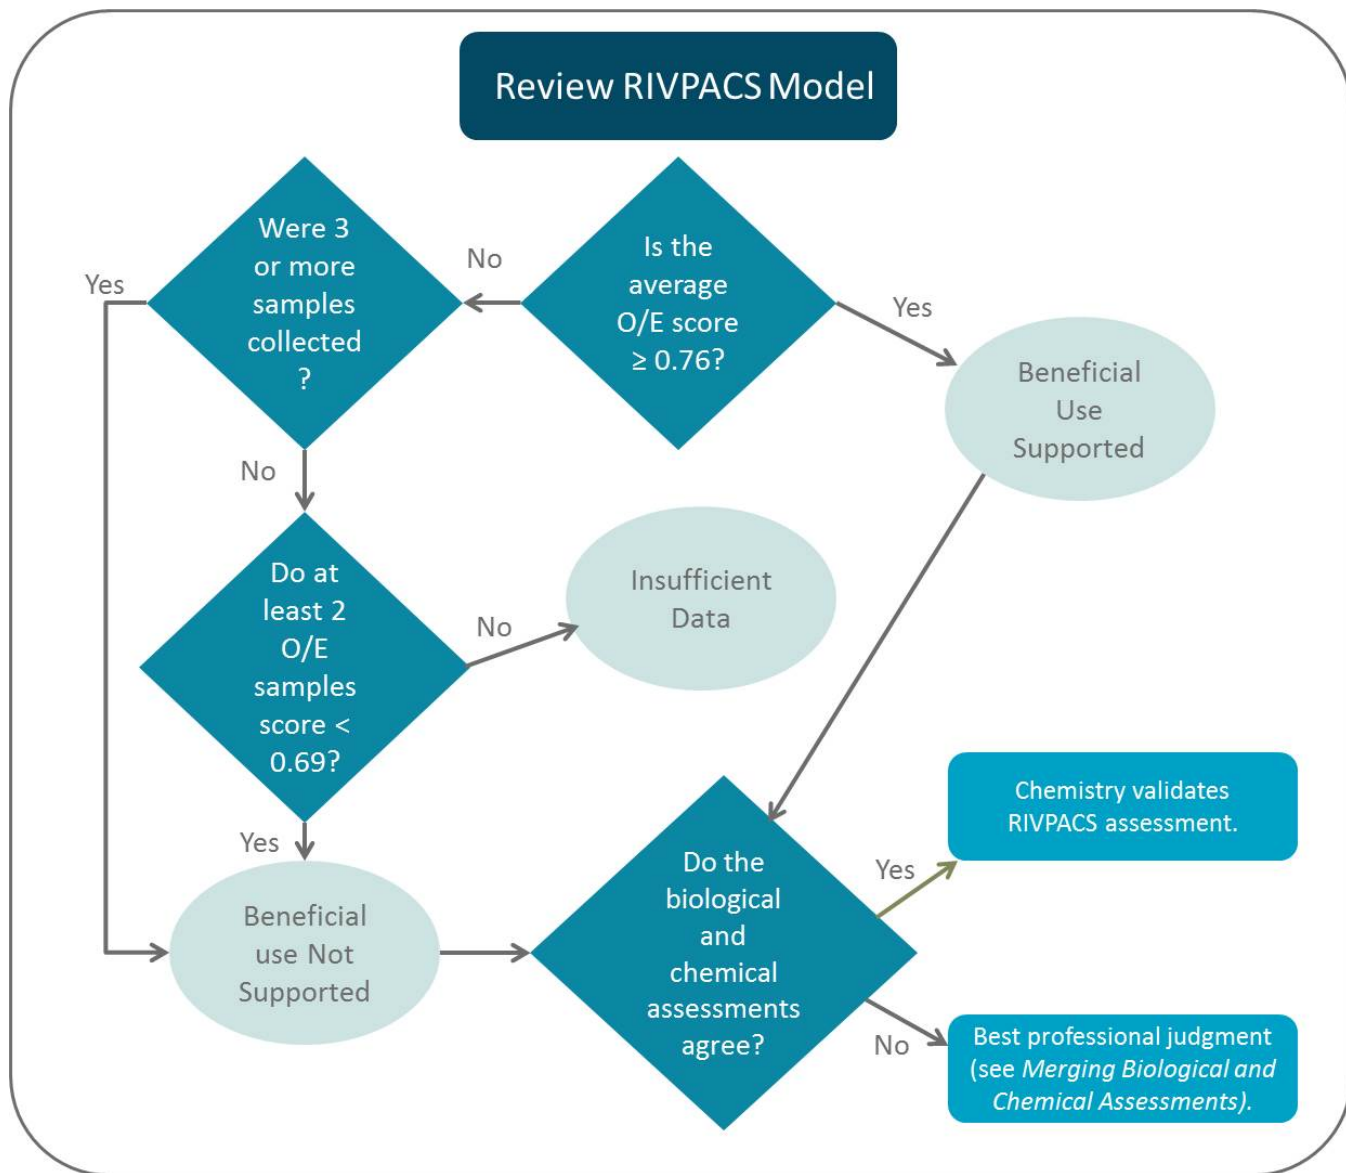 Review RIVPACS Model
Were 3
or more
samples
collected
?
Is the
average
O/E score
≥ 0.76?
Yes
No
Yes
Beneficial
Use
Supported
No
Do at
least 2
O/E
samples
score <
0.69?
No
Insufficient
Data
Yes
Beneficial
use Not
Supported
Do the
biological
and
chemical
assessments
agree?
Yes
Chemistry validates
RIVPACS assessment.
No
Best professional judgment
(see Merging Biological and
Chemical Assessments).